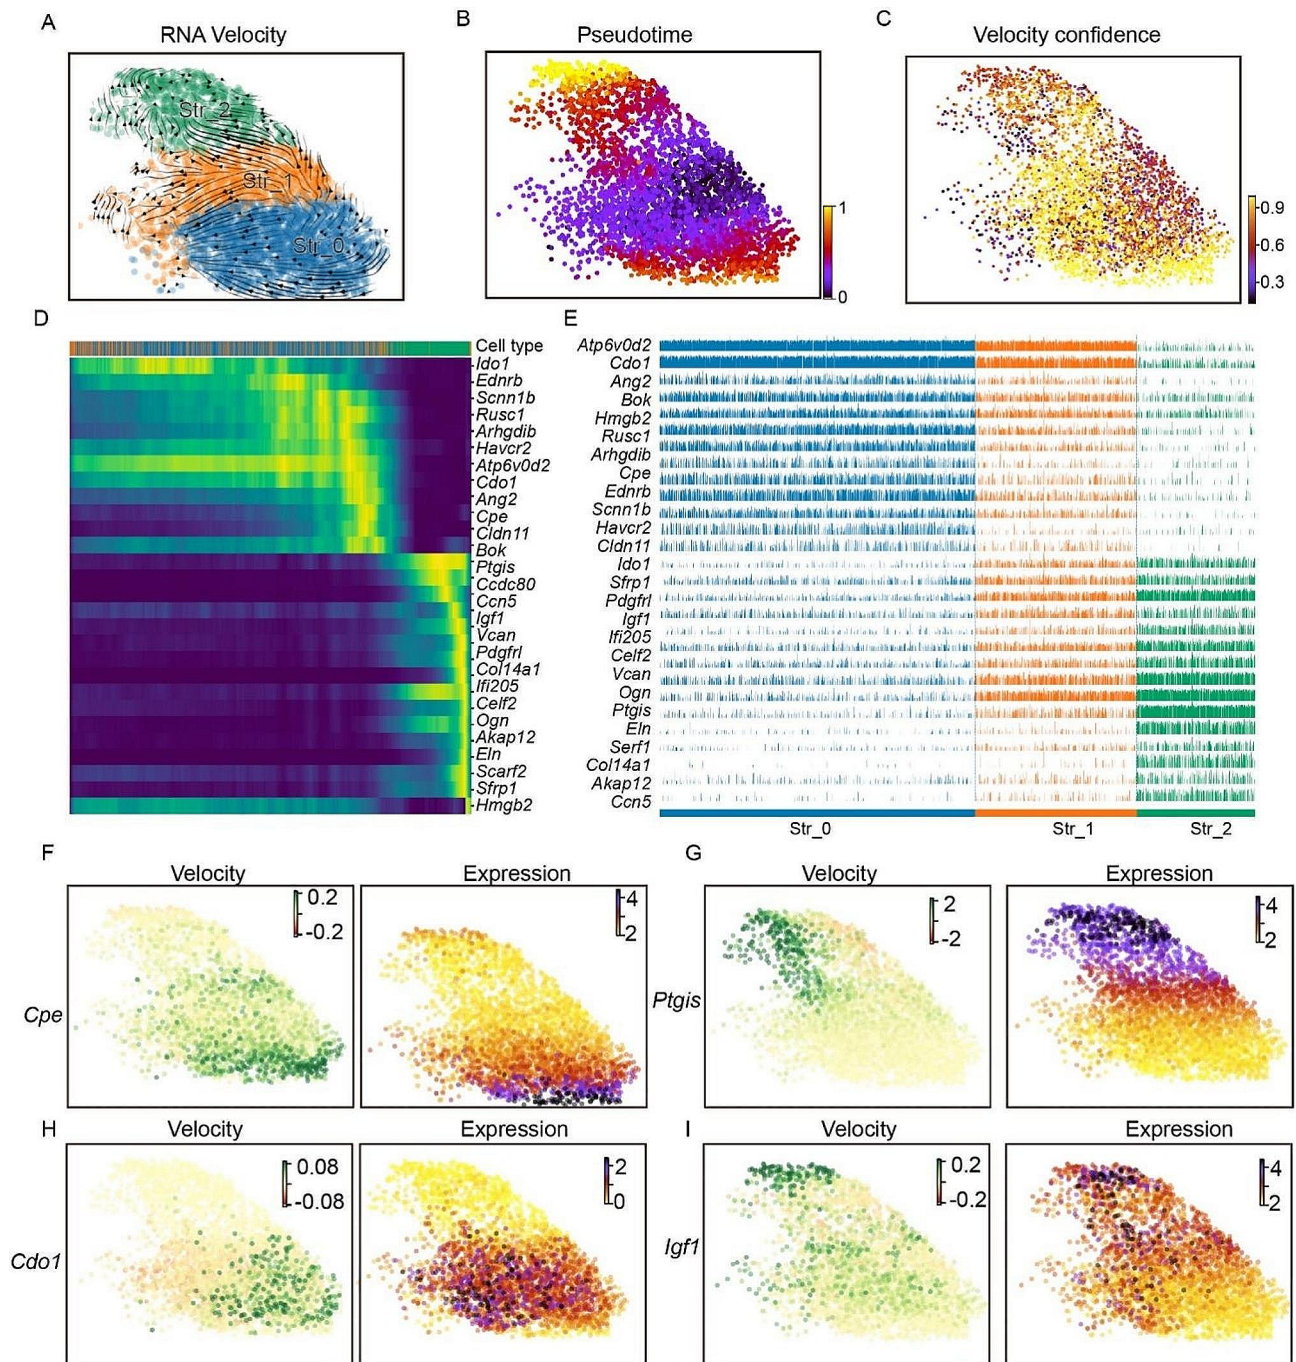 A
RNA Velocity
Str_2
Str_1
Str_0
B
Pseudotime
1
0
C
Velocity confidence
0.9
0.6
0.3
D
Cell type
Ido1
Ednrb
Scnn1b
Rusc1
Arhgdib
Havcr2
Atp6v0d2
Cdo1
Ang2
Cpe
Cldn11
Bok
Ptgis
Ccdc80
Ccn5
Igf1
Vcan
Pdgfrl
Col14a1
Ifi205
Celf2
Ogn
Akap12
Eln
Scarf2
Sfrp1
Hmgb2
E
Atp6v0d2
Cdo1
Ang2
Bok
Hmgb2
Rusc1
Arhgdib
Cpe
Ednrb
Scnn1b
Havcr2
Cldn11
Ido1
Sfrp1
Pdgfrl
Igf1
Ifi205
Celf2
Vcan
Ogn
Ptgis
Eln
Serf1
Col14a1
Akap12
Ccn5
Str_0
Str_1
Str_2
F
Velocity
0.2
-0.2
Expression
4
2
Cpe
G
Velocity
2
-2
Expression
4
2
Ptgis
H
Velocity
0.08
-0.08
Expression
2
0
Cdo1
I
Velocity
0.2
-0.2
Expression
4
2
Igf1